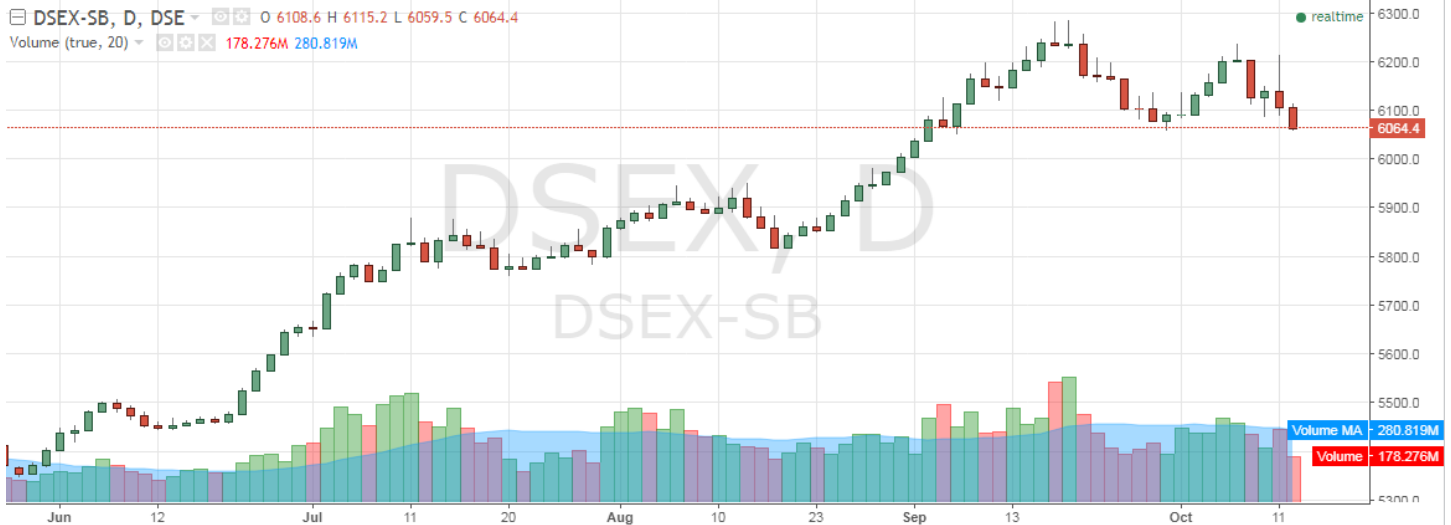 DSEX-SB, D, DSE O 6108.6 H 6115.2 L 6059.5 C 6064.4
realtime
Volume (true, 20) 178.276M 280.819M
DSEX, D
DSEX-SB
6300.0
6200.0
6100.0
6064.4
6000.0
5900.0
5800.0
5700.0
5600.0
5500.0
Volume MA 280.819M
Volume 178.276M
5300.0
Jun 12 Jul 11 20 Aug 10 23 Sep 13 Oct 11